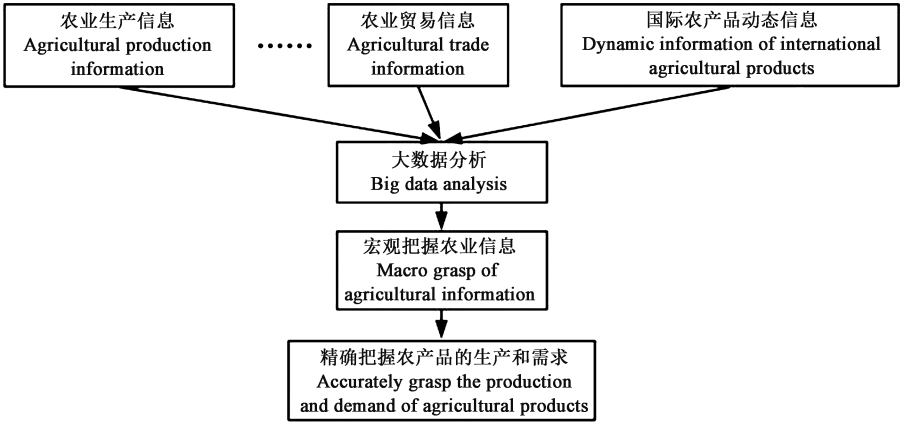 农业生产信息
Agricultural production
information
……
农业贸易信息
Agricultural trade
information
国际农产品动态信息
Dynamic information of international
agricultural products
大数据分析
Big data analysis
宏观把握农业信息
Macro grasp of
agricultural information
精确把握农产品的生产和需求
Accurately grasp the production
and demand of agricultural products